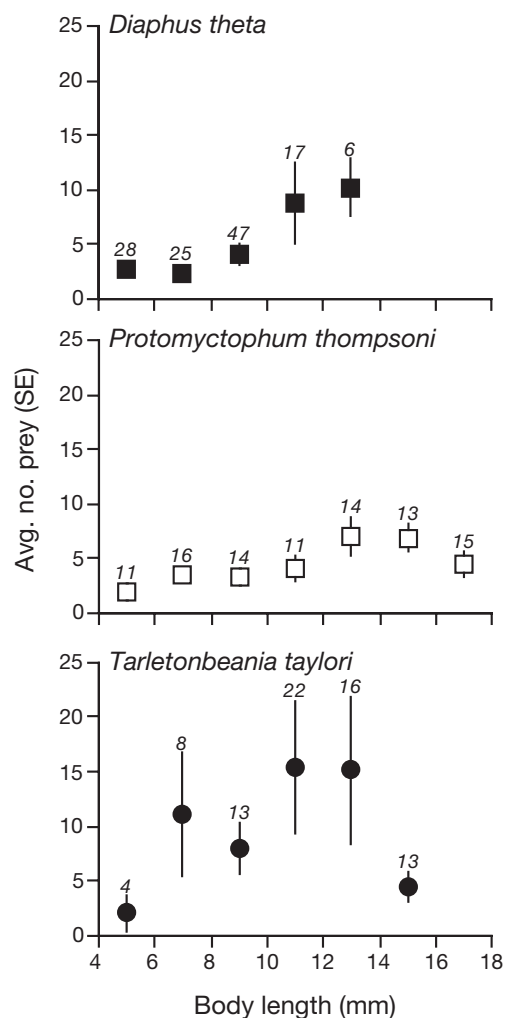 Diaphus theta
25
20
15
10
5
0
28 25 47 17 6
Protomyctophum thompsoni
25
20
15
10
5
0
11 16 14 11 14 13 15
Tarletonbeania taylori
25
20
15
10
5
0
4 8 13 22 16 13
4 6 8 10 12 14 16 18
Avg. no. prey (SE)
Body length (mm)